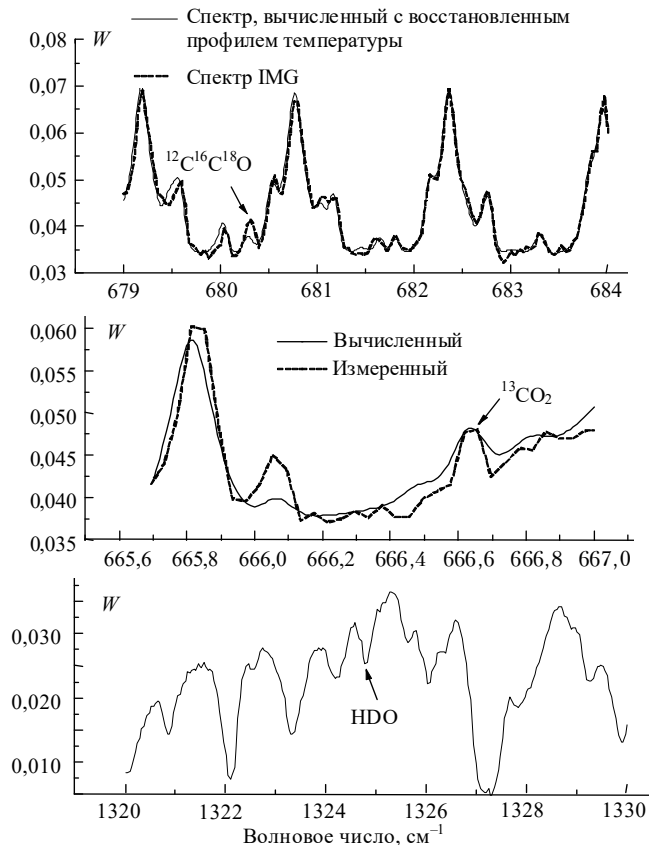 W
Спектр, вычисленный с восстановленным
профилем температуры
0,08
Спектр IMG
0,07
0,06
¹²C¹⁶C¹⁸O
0,05
0,04
0,03
679 680 681 682 683 684
0,060
W
Вычисленный
Измеренный
0,055
¹³CO₂
0,050
0,045
0,040
0,035
665,6 665,8 666,0 666,2 666,4 666,6 666,8 667,0
W
0,030
0,020
HDO
0,010
1320 1322 1324 1326 1328 1330
Волновое число, см⁻¹